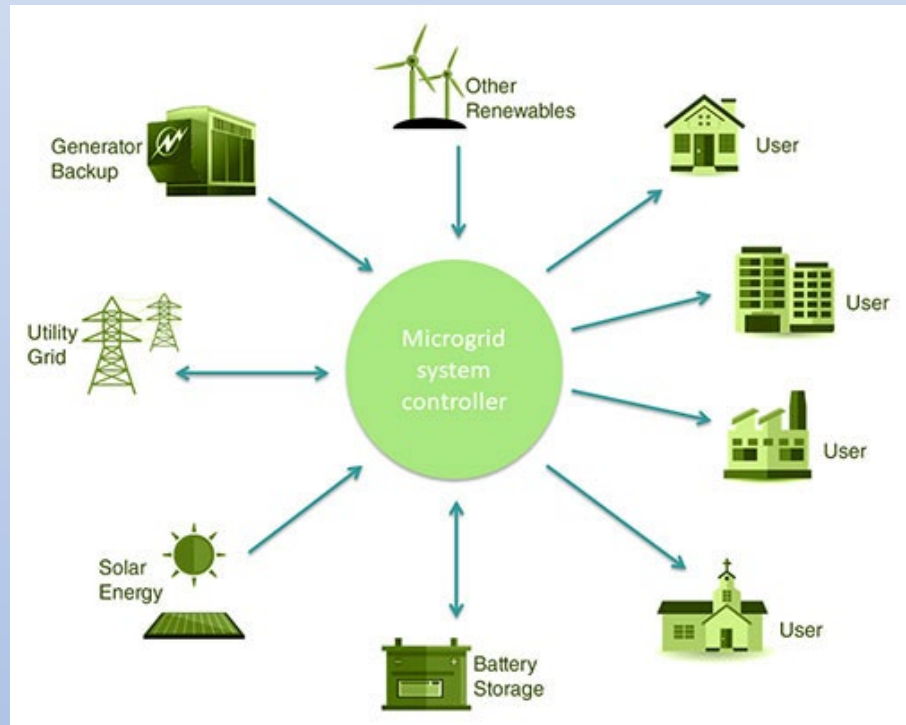 Other
Renewables
Generator
Backup
User
User
Utility
Grid
Microgrid
system
controller
User
Solar
Energy
User
Battery
Storage